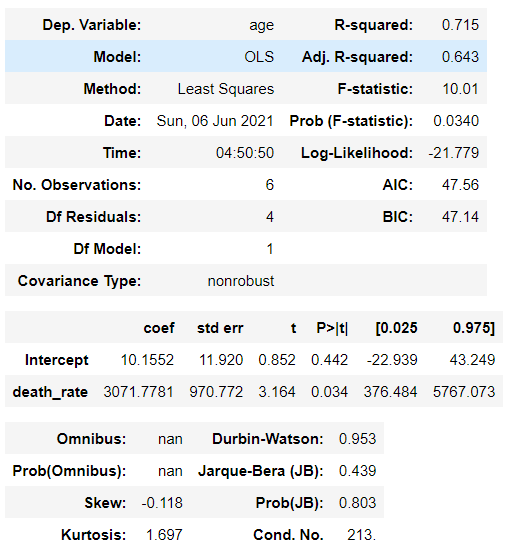 Dep. Variable: age R-squared: 0.715
Model: OLS Adj. R-squared: 0.643
Method: Least Squares F-statistic: 10.01
Date: Sun, 06 Jun 2021 Prob (F-statistic): 0.0340
Time: 04:50:50 Log-Likelihood: -21.779
No. Observations: 6 AIC: 47.56
Df Residuals: 4 BIC: 47.14
Df Model: 1
Covariance Type: nonrobust
coef std err t P>|t| [0.025 0.975]
Intercept 10.1552 11.920 0.852 0.442 -22.939 43.249
death_rate 3071.7781 970.772 3.164 0.034 376.484 5767.073
Omnibus: nan Durbin-Watson: 0.953
Prob(Omnibus): nan Jarque-Bera (JB): 0.439
Skew: -0.118 Prob(JB): 0.803
Kurtosis: 1.697 Cond. No. 213.